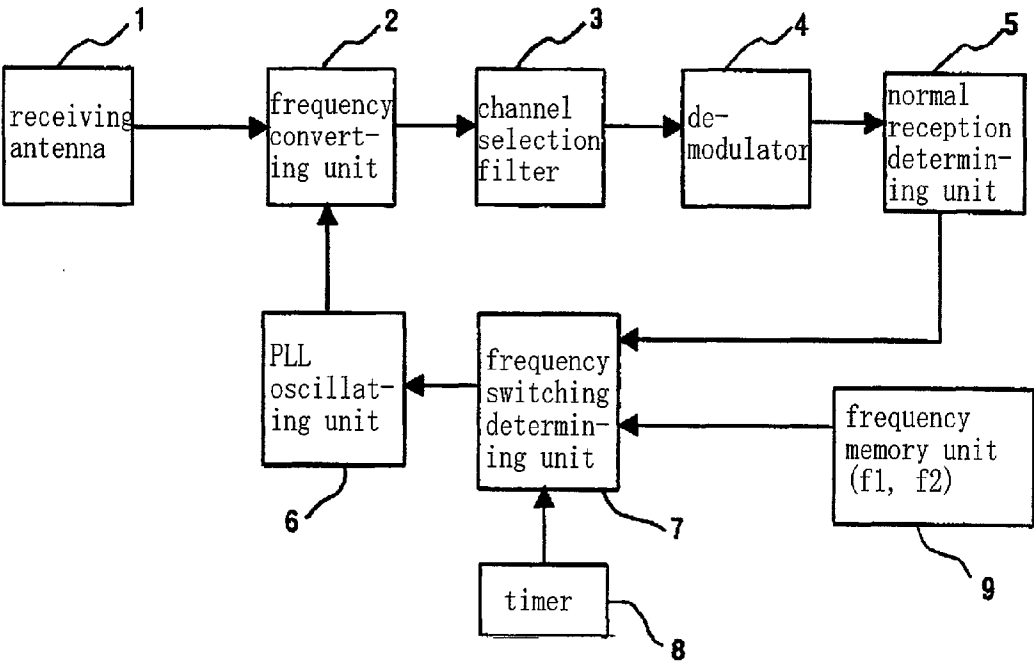 1
2
3
4
5
receiving
antenna
frequency
convert-
ing unit
channel
selection
filter
de-
modulator
normal
reception
determin-
ing unit
PLL
oscillat-
ing unit
frequency
switching
determin-
ing unit
frequency
memory unit
(f1, f2)
6
7
9
timer
8